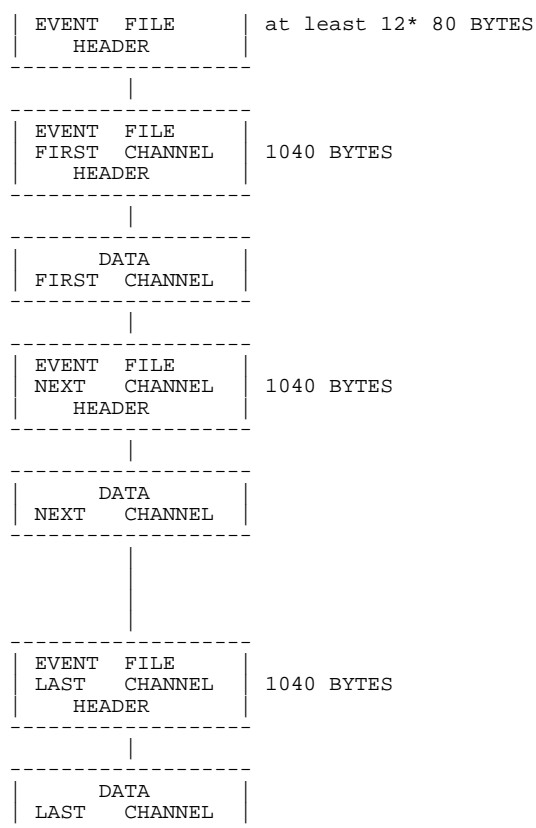 EVENT FILE at least 12* 80 BYTES
HEADER
EVENT FILE
FIRST CHANNEL 1040 BYTES
HEADER
DATA
FIRST CHANNEL
EVENT FILE
NEXT CHANNEL 1040 BYTES
HEADER
DATA
NEXT CHANNEL
EVENT FILE
LAST CHANNEL 1040 BYTES
HEADER
DATA
LAST CHANNEL